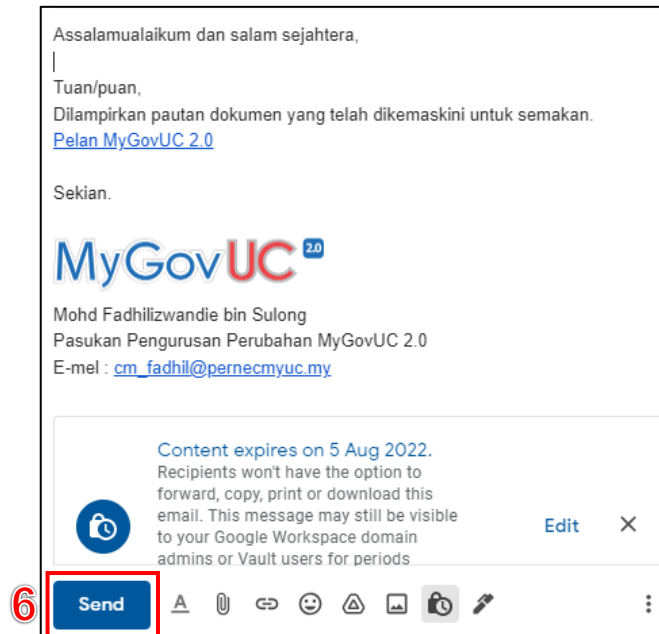 Assalamualaikum dan salam sejahtera,
Tuan/puan,
Dilampirkan pautan dokumen yang telah dikemaskini untuk semakan.
Pelan MyGovUC 2.0
Sekian.
MyGovUC 2.0
Mohd Fadhilizwandie bin Sulong
Pasukan Pengurusan Perubahan MyGovUC 2.0
E-mel : cm_fadhil@pernecmyuc.my
Content expires on 5 Aug 2022.
Recipients won't have the option to
forward, copy, print or download this
email. This message may still be visible
to your Google Workspace domain
admins or Vault users for periods
Edit
6
Send